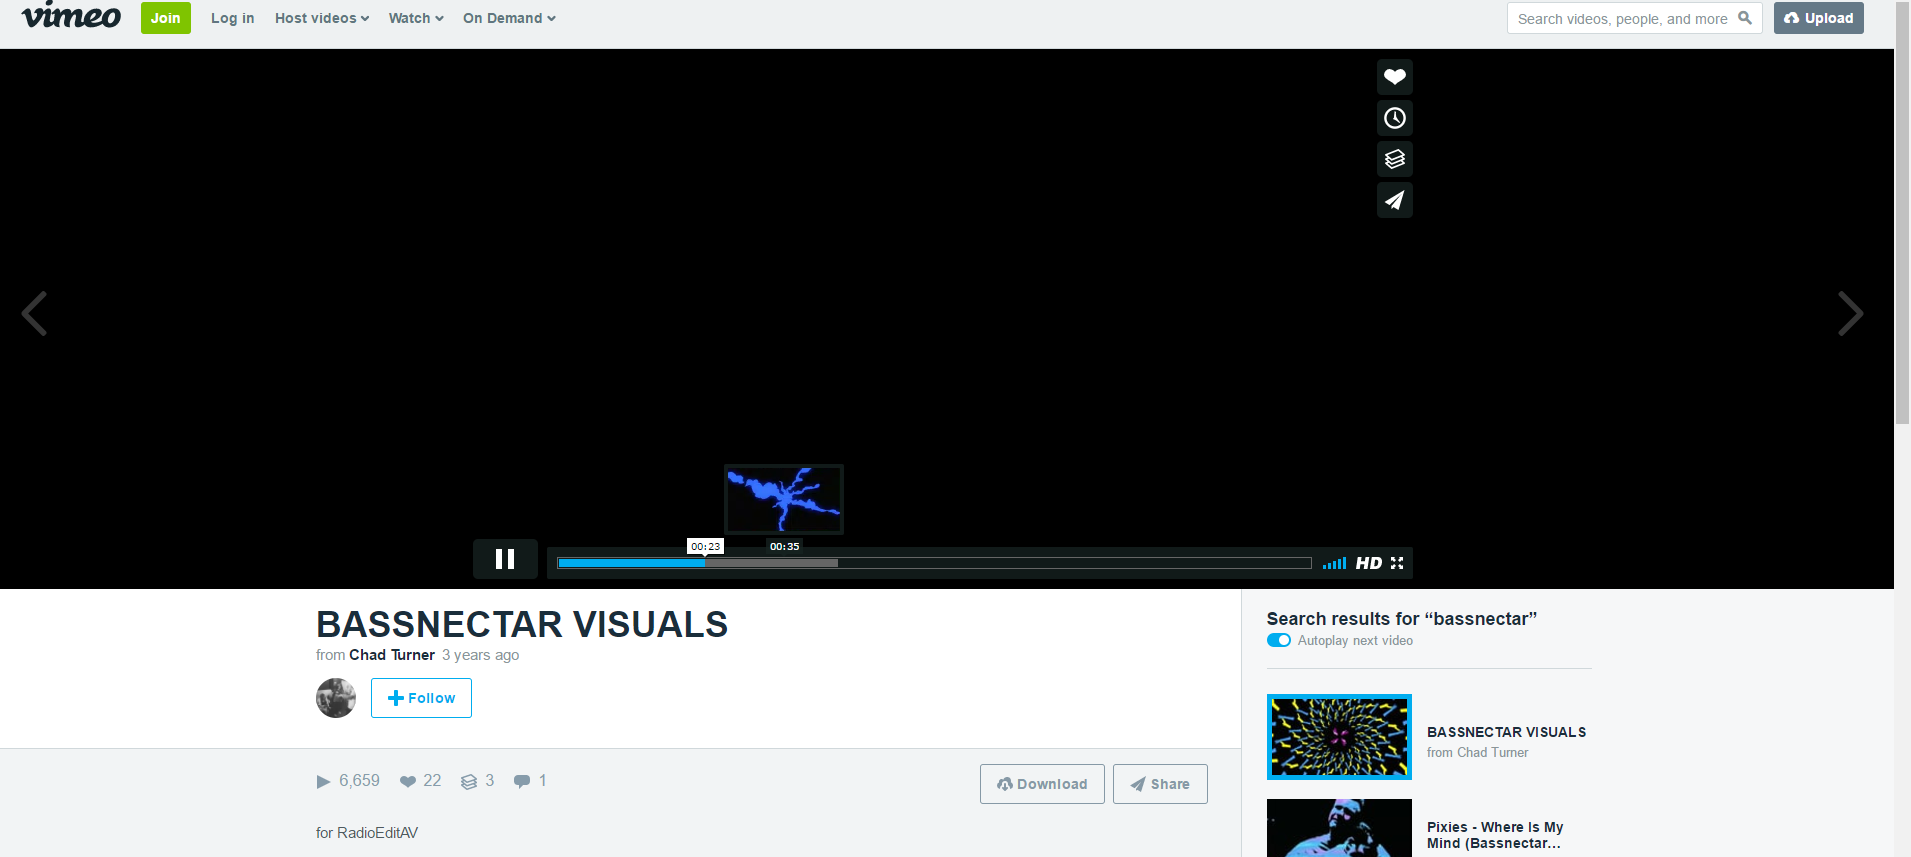 vimeo
Join
Log in
Host videos
Watch
On Demand
Search videos, people, and more
Upload
00:23
00:35
HD
BASSNECTAR VISUALS
from Chad Turner 3 years ago
Follow
6,659
22
3
1
Download
Share
for RadioEditAV
Search results for “bassnectar”
Autoplay next video
BASSNECTAR VISUALS
from Chad Turner
Pixies - Where Is My
Mind (Bassnectar...